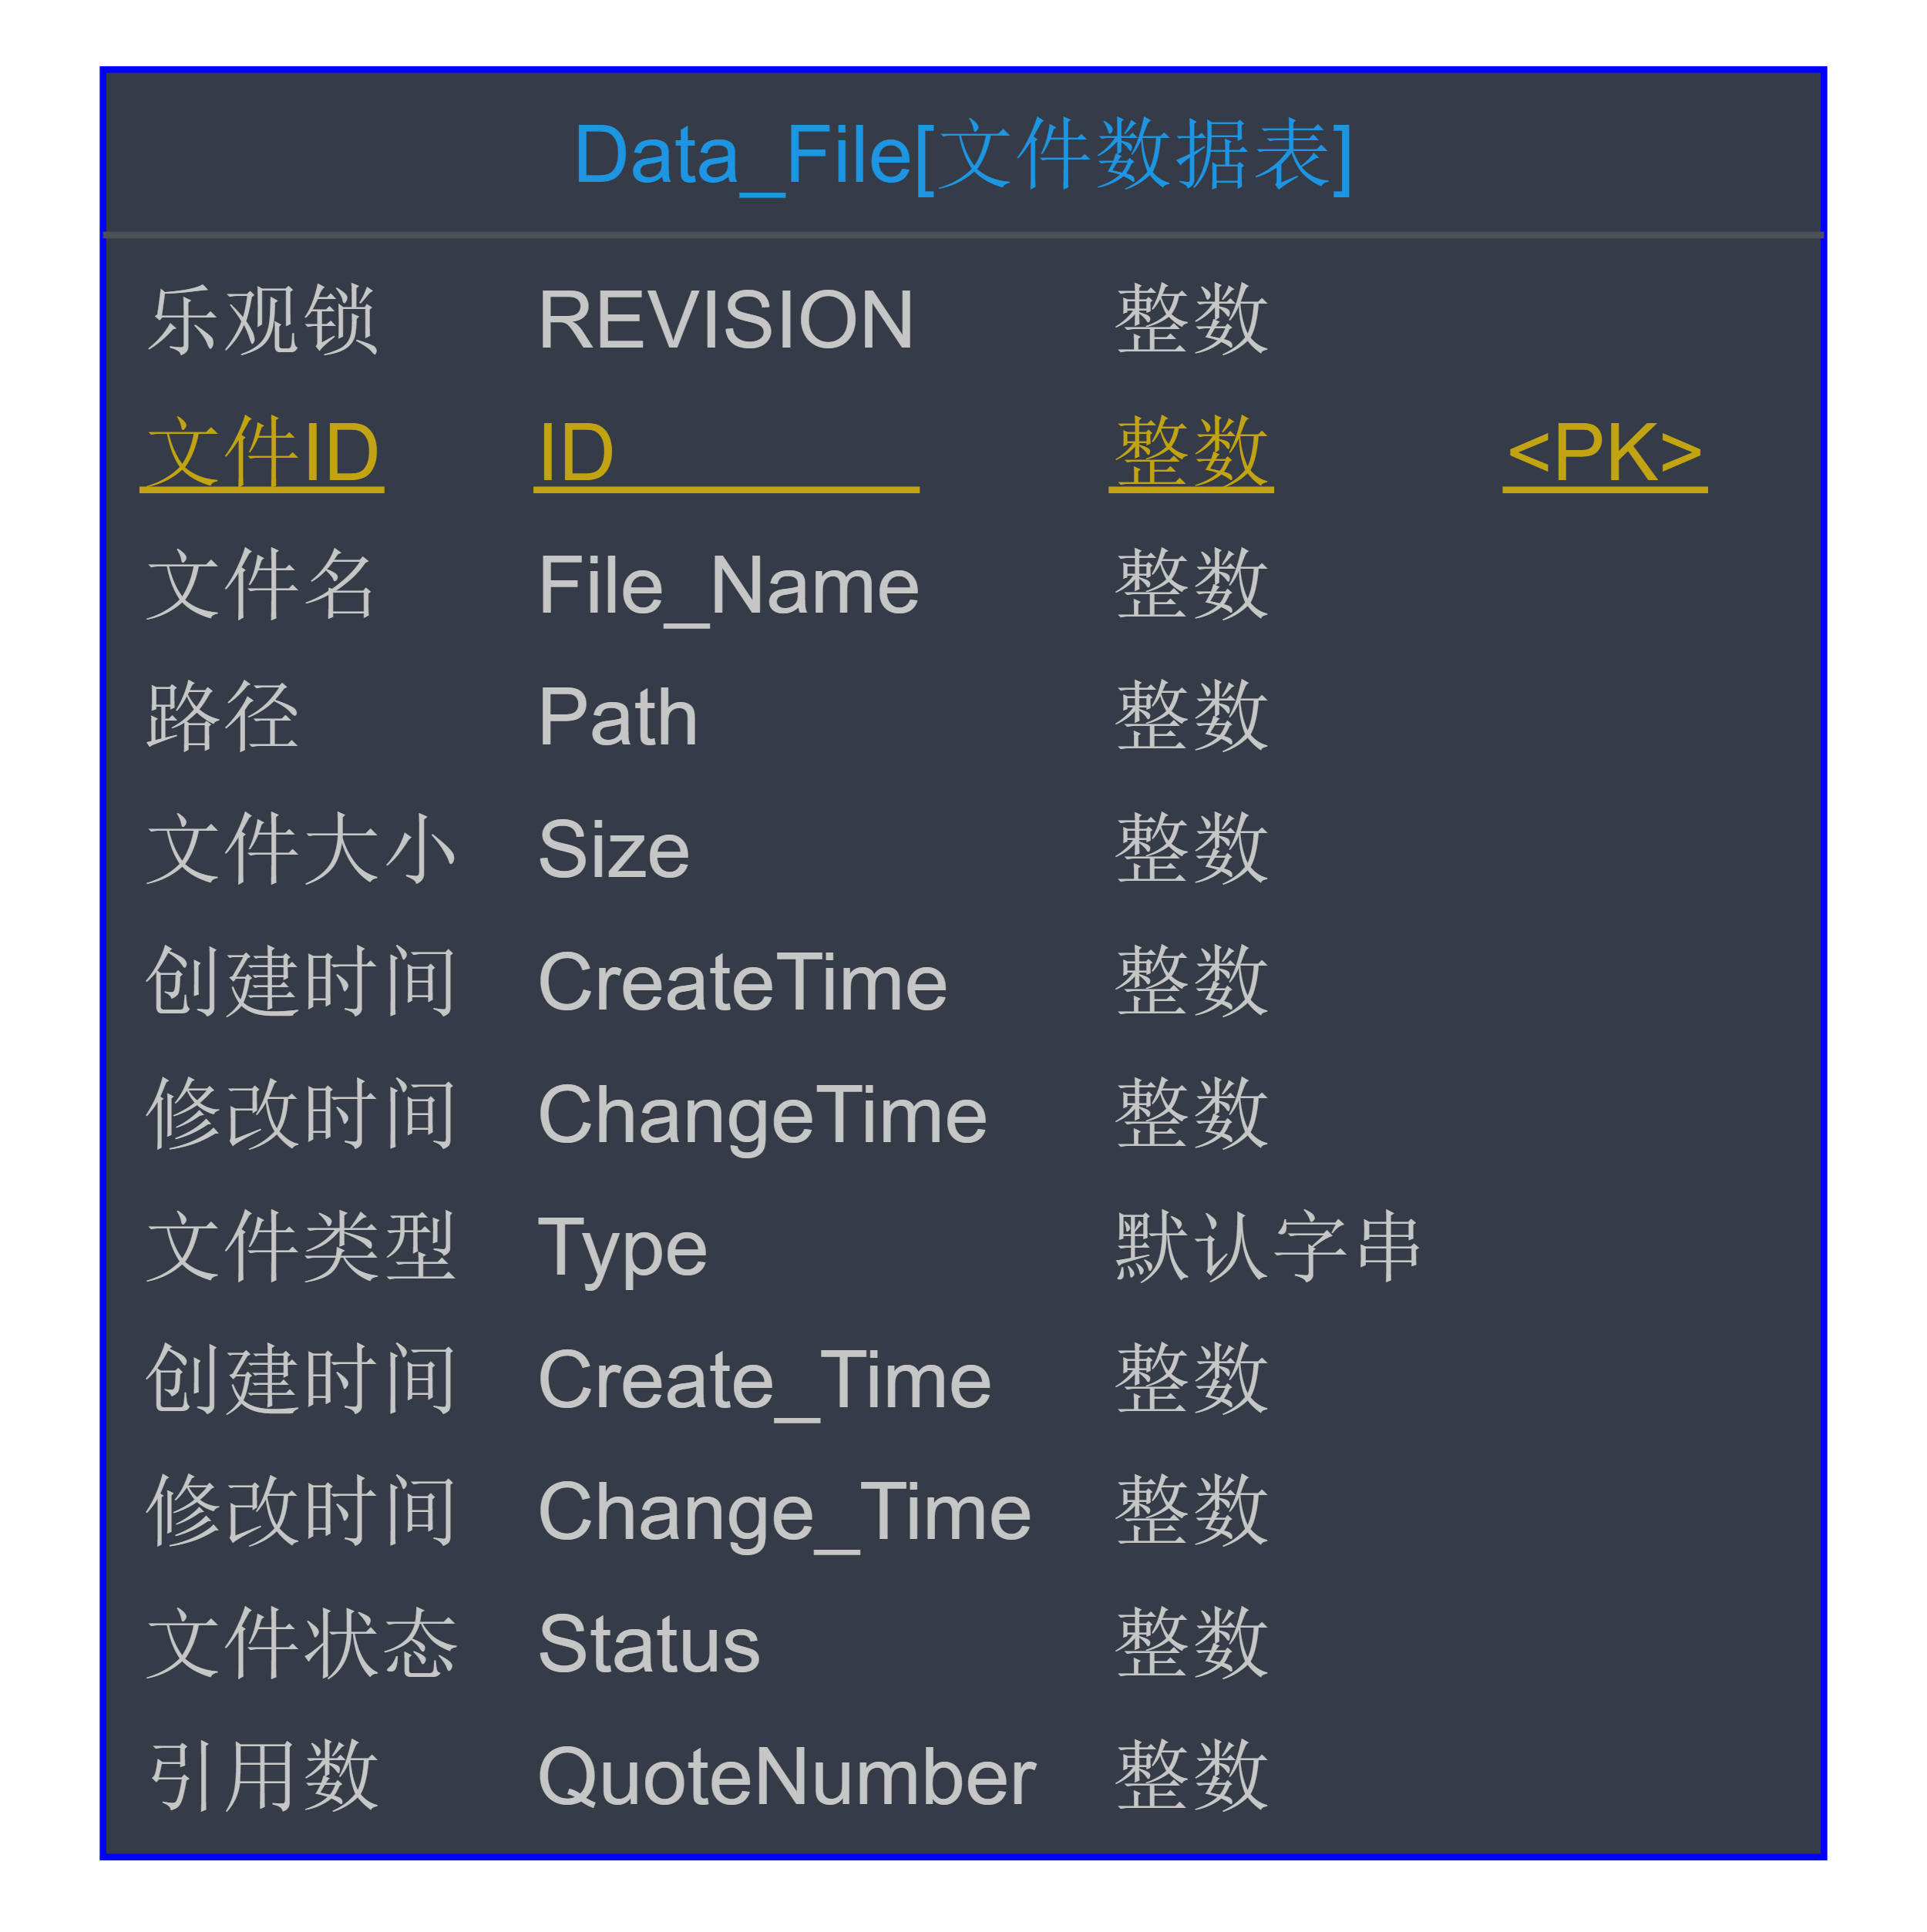 Data_File[文件数据表]
乐观锁 REVISION 整数
文件ID ID 整数 <PK>
文件名 File_Name 整数
路径 Path 整数
文件大小 Size 整数
创建时间 CreateTime 整数
修改时间 ChangeTime 整数
文件类型 Type 默认字串
创建时间 Create_Time 整数
修改时间 Change_Time 整数
文件状态 Status 整数
引用数 QuoteNumber 整数